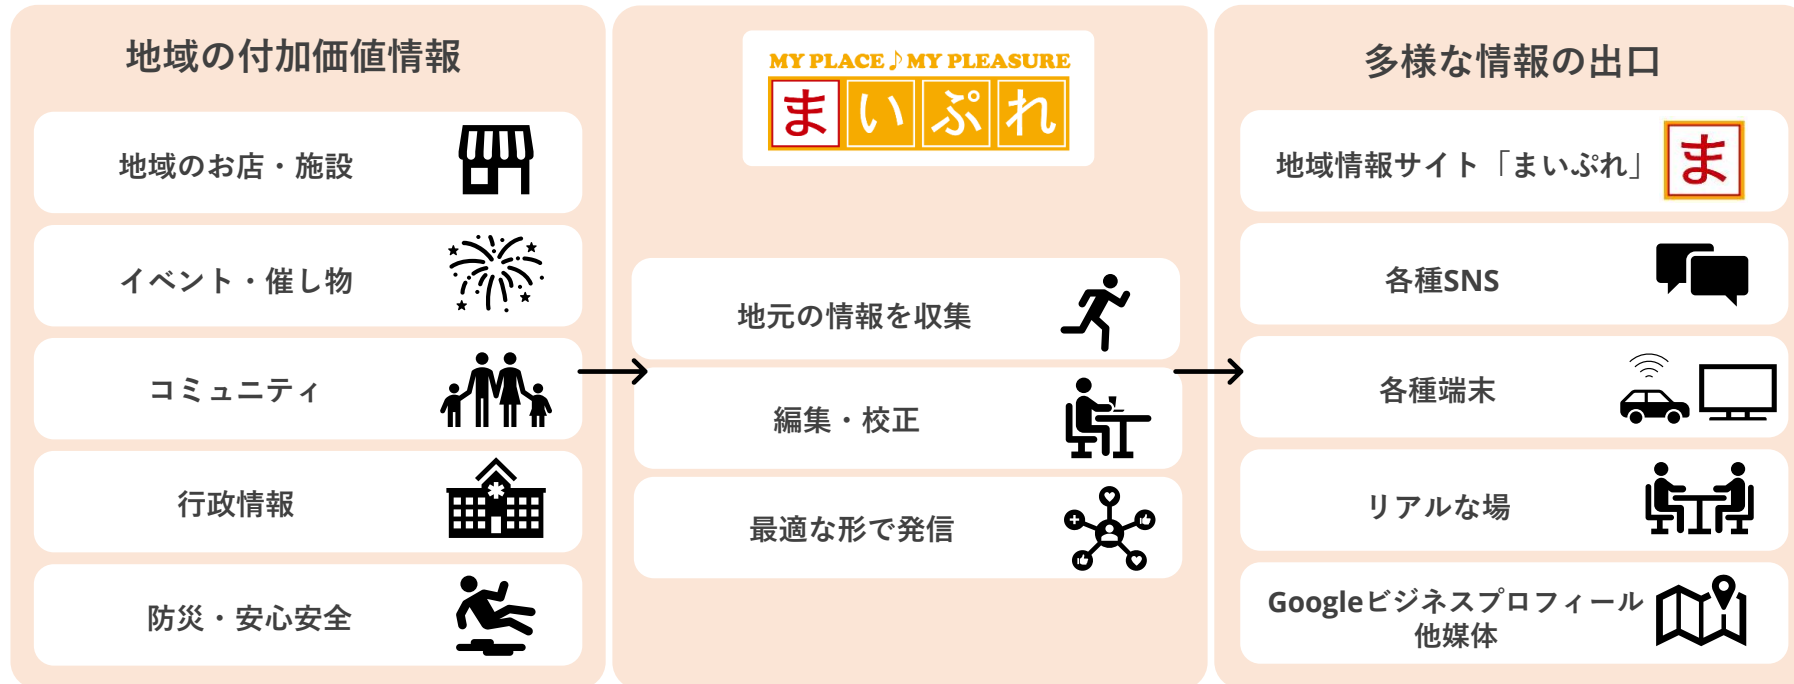 地域の付加価値情報
地域のお店・施設
イベント・催し物
コミュニティ
行政情報
防災・安心安全
MY PLACE♪MY PLEASURE
まいぷれ
地元の情報を収集
編集・校正
最適な形で発信
多様な情報の出口
地域情報サイト「まいぷれ」
ま
各種SNS
各種端末
リアルな場
Googleビジネスプロフィール
他媒体